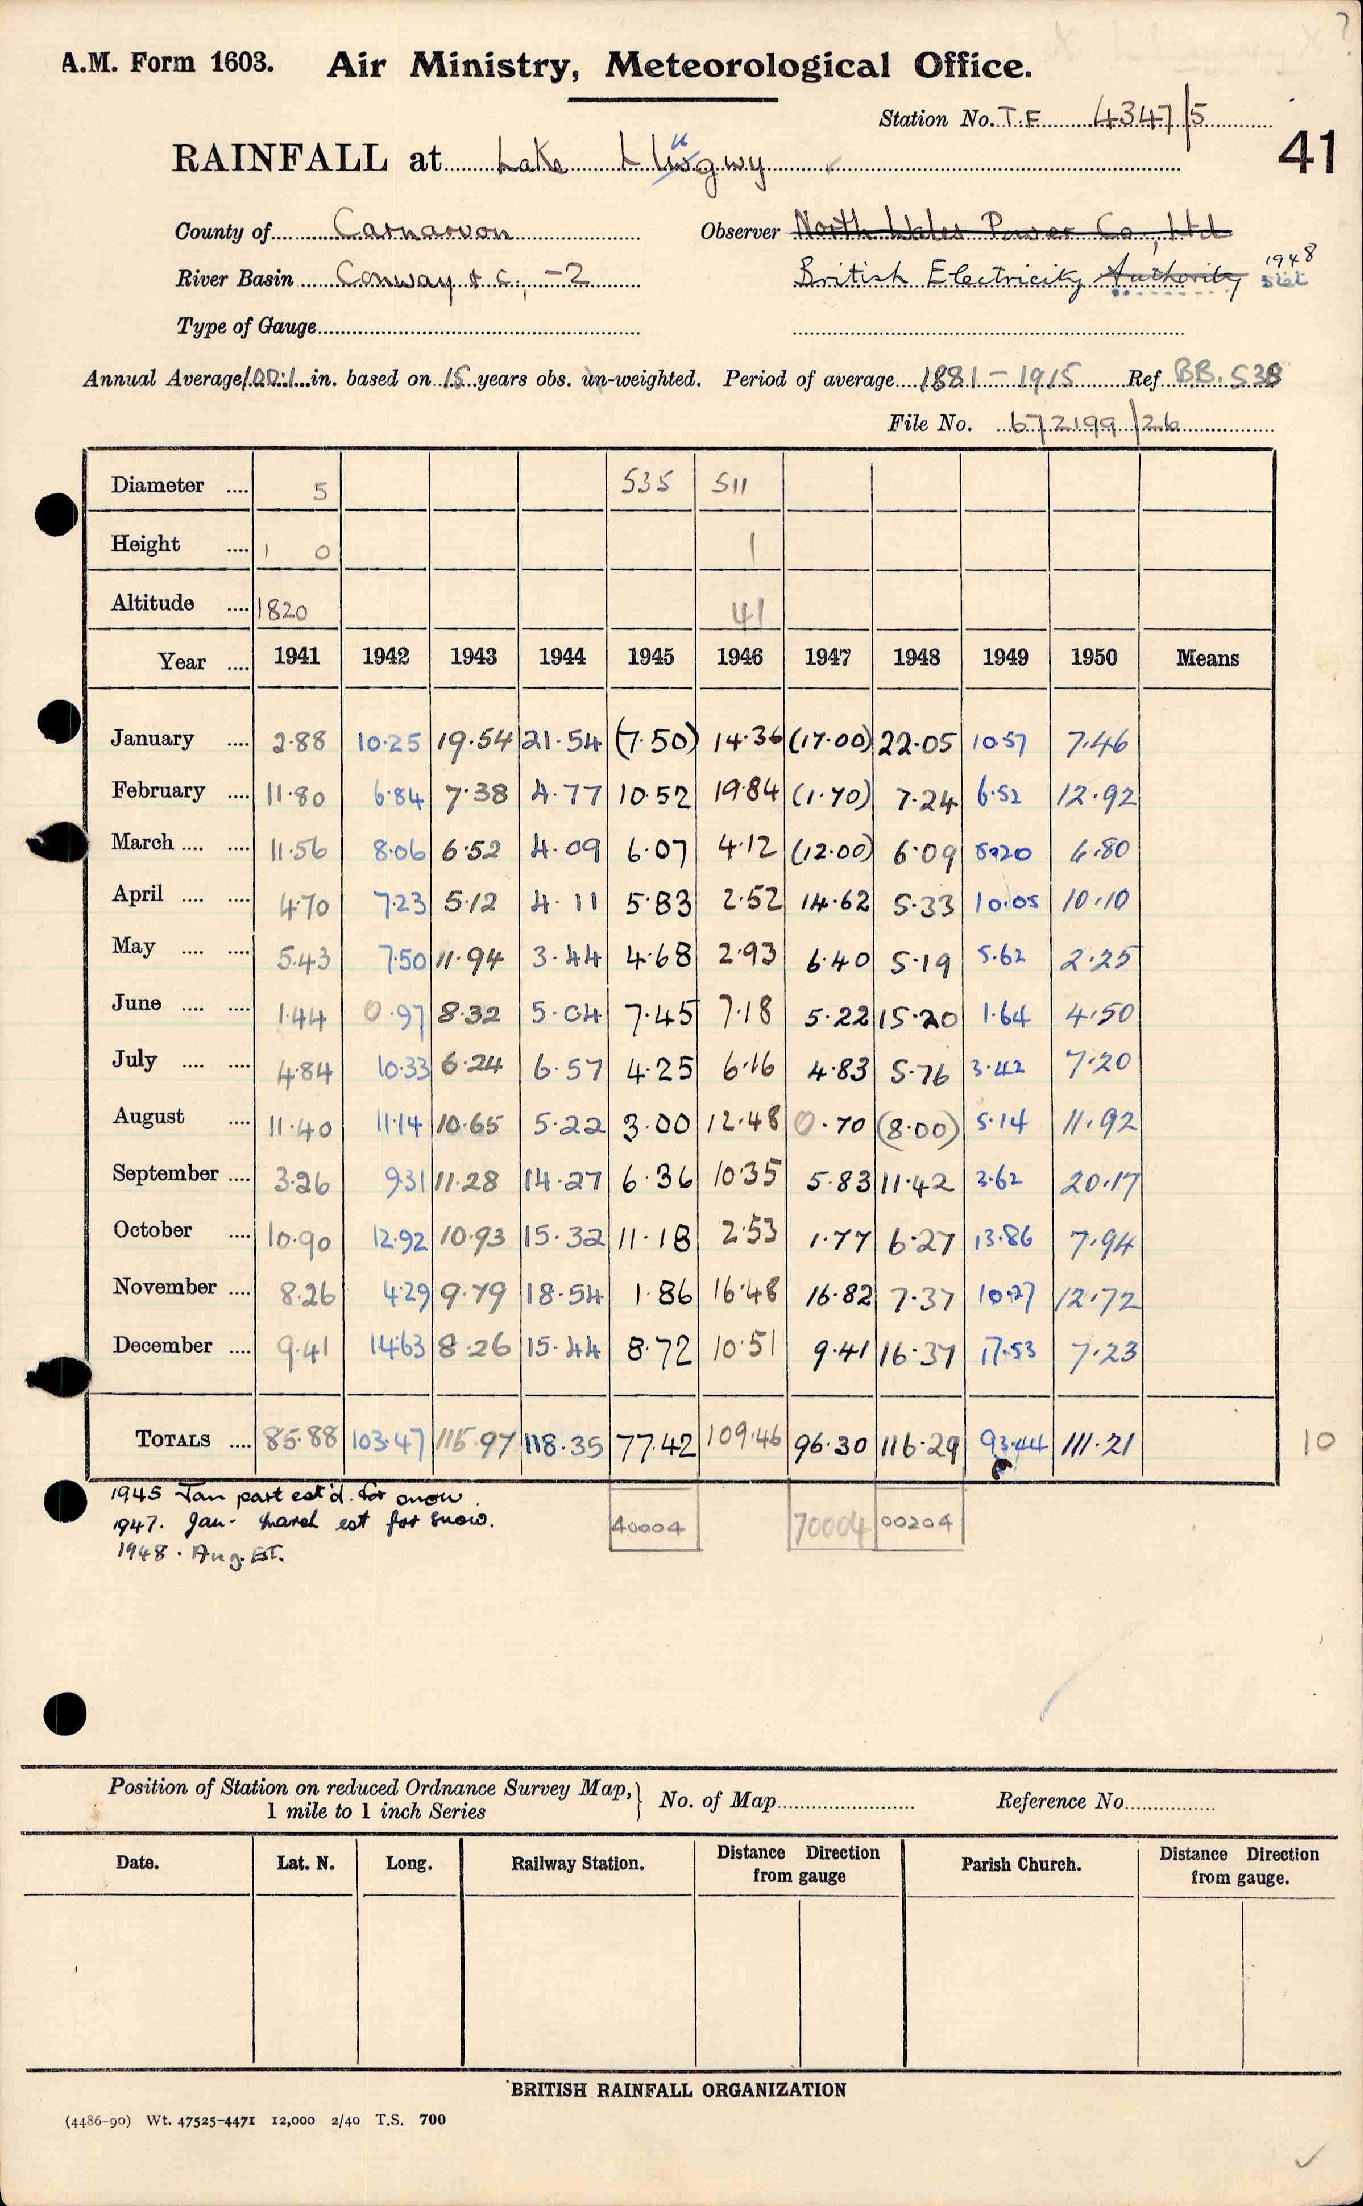 A.M. Form 1603. Air Ministry, Meteorological Office.
Station No. T.F 4347/5
RAINFALL at Lake Llugwy
41
County of Carnarvon Observer North Wales Power Co, Ltd
River Basin Conway & c, -2 British Electricity Authority 1948 stet
Type of Gauge
Annual Average 100.1 in. based on 15 years obs. un-weighted. Period of average 1881-1915 Ref BB. 53B
File No. 672199/26
Diameter .... 5 535 511
Height .... 1 0 1
Altitude .... 1820 41
Year .... 1941 1942 1943 1944 1945 1946 1947 1948 1949 1950 Means
January .... 2.88 10.25 19.54 21.54 (7.50) 14.36 (17.00) 22.05 10.57 7.46
February .... 11.80 6.84 7.38 4.77 10.52 19.84 (1.70) 7.24 6.52 12.92
March .... .... 11.56 8.06 6.52 4.09 6.07 4.12 (12.00) 6.09 5.20 6.80
April .... .... 4.70 7.23 5.12 4.11 5.83 2.52 14.62 5.33 10.05 10.10
May .... .... 5.43 7.50 11.94 3.44 4.68 2.93 6.40 5.19 5.62 2.25
June .... .... 1.44 0.97 8.32 5.04 7.45 7.18 5.22 15.20 1.64 4.50
July .... .... 4.84 10.33 6.24 6.57 4.25 6.16 4.83 5.76 3.42 7.20
August .... 11.40 11.14 10.65 5.22 3.00 12.48 0.70 (8.00) 5.14 11.92
September .... 3.26 9.31 11.28 14.27 6.36 10.35 5.83 11.42 3.62 20.17
October .... 10.90 12.92 10.93 15.32 11.18 2.53 1.77 6.27 13.86 7.94
November .... 8.26 4.29 9.79 18.54 1.86 16.48 16.82 7.37 10.27 12.72
December .... 9.41 14.63 8.26 15.44 8.72 10.51 9.41 16.37 17.53 7.23
TOTALS .... 85.88 103.47 115.97 118.35 77.42 109.46 96.30 116.29 93.44 111.21 10
1945 Jan part est'd. for snow.
1947. Jan - March est for snow. 40004 70004 00204
1948. Aug. EST.
Position of Station on reduced Ordnance Survey Map, 1 mile to 1 inch Series } No. of Map Reference No
Date. Lat. N. Long. Railway Station. Distance Direction from gauge Parish Church. Distance Direction from gauge.
BRITISH RAINFALL ORGANIZATION
(4486-90) Wt. 47525-4471 12,000 2/40 T.S. 700